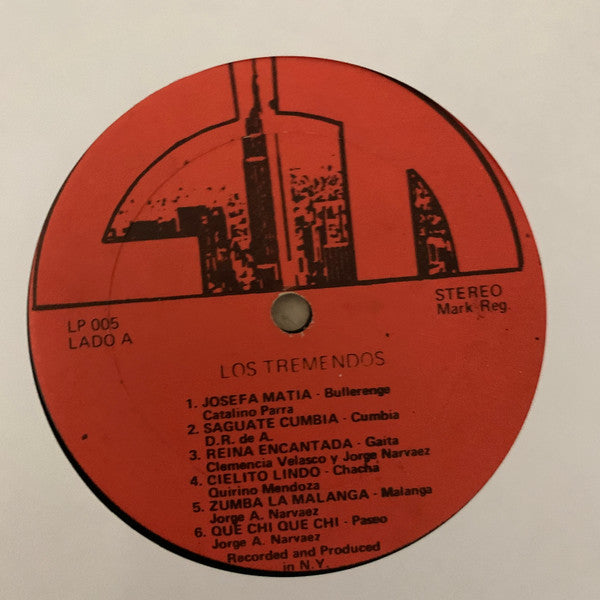 LP 005
LADO A
STEREO
Mark-Reg.
LOS TREMENDOS
1. JOSEFA MATIA - Bullerenge
Catalino Parra
2. SAGUATE CUMBIA - Cumbia
D.R. de A.
3. REINA ENCANTADA - Gaita
Clemencia Velasco y Jorge Narvaez
4. CIELITO LINDO - Chacha
Quirino Mendoza
5. ZUMBA LA MALANGA - Malanga
Jorge A. Narvaez
6. QUE CHI QUE CHI - Paseo
Jorge A. Narvaez
Recorded and Produced
in N.Y.